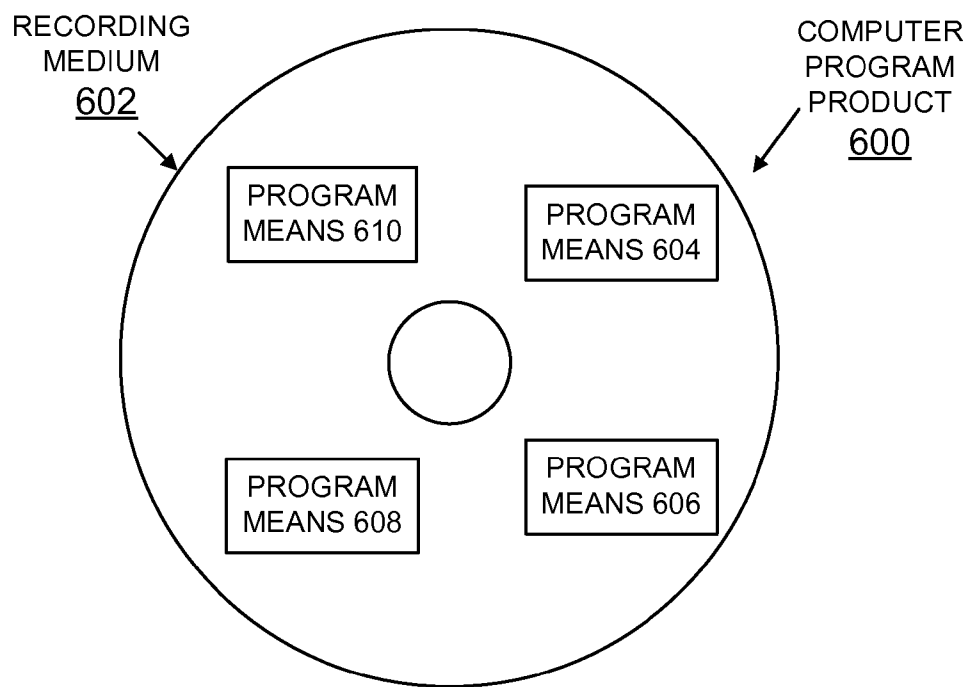 RECORDING
MEDIUM
602
COMPUTER
PROGRAM
PRODUCT
600
PROGRAM
MEANS 610
PROGRAM
MEANS 604
PROGRAM
MEANS 608
PROGRAM
MEANS 606